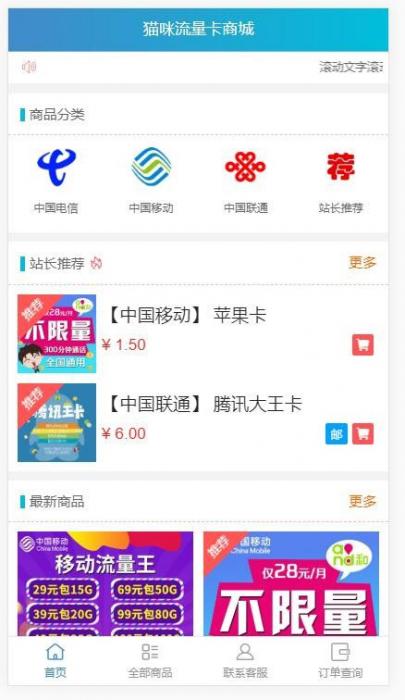 猫咪流量卡商城
滚动文字滚
商品分类
中国电信
中国移动
中国联通
荐
站长推荐
站长推荐
更多
推荐
仅28元/月
不限量
300分钟通话
全国通用
【中国移动】 苹果卡
¥ 1.50
推荐
腾讯王卡
【中国联通】 腾讯大王卡
¥ 6.00
邮
最新商品
更多
中国移动
China Mobile
移动流量王
29元包15G
69元包50G
39元包20G
99元包80G
推荐
中国移动
China Mobile
and和
仅28元/月
不限量
首页
全部商品
联系客服
订单查询